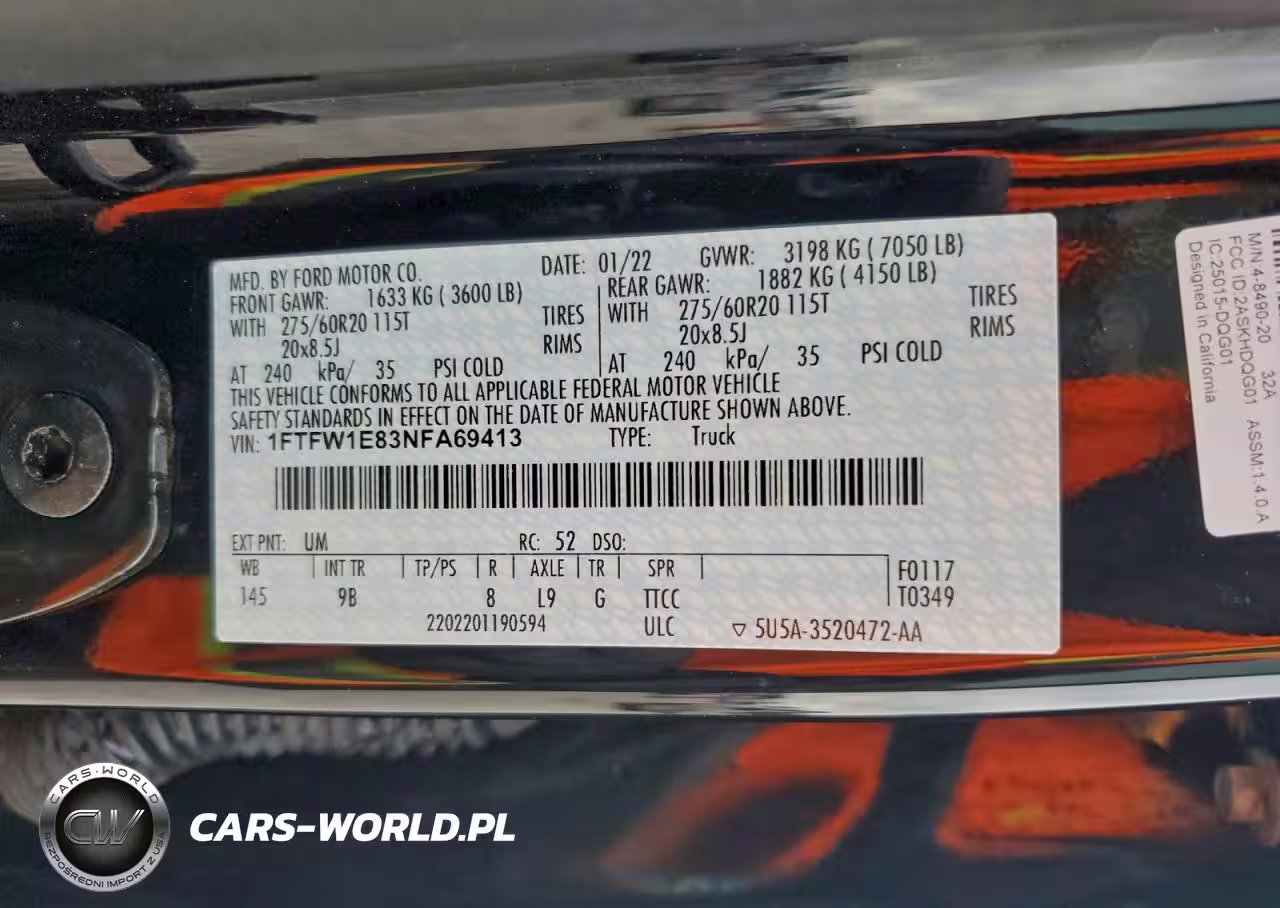 MFD. BY FORD MOTOR CO. DATE: 01/22 GVWR: 3198 KG ( 7050 LB)
FRONT GAWR: 1633 KG ( 3600 LB)
WITH 275/60R20 115T TIRES
20x8.5J RIMS
AT 240 kPa/ 35 PSI COLD
REAR GAWR: 1882 KG ( 4150 LB)
WITH 275/60R20 115T TIRES
20x8.5J RIMS
AT 240 kPa/ 35 PSI COLD
THIS VEHICLE CONFORMS TO ALL APPLICABLE FEDERAL MOTOR VEHICLE
SAFETY STANDARDS IN EFFECT ON THE DATE OF MANUFACTURE SHOWN ABOVE.
VIN: 1FTFW1E83NFA69413 TYPE: Truck
EXT PNT: UM RC: 52 DSO:
WB INT TR TP/PS R AXLE TR SPR F0117
145 9B 8 L9 G TTCC T0349
2202201190594 ULC ▽ 5U5A-3520472-AA
M/N:4-8490-20 32A
FCC ID:2ASKHDQG01 ASSM:1.4.0.A
IC:25015-DQG01
Designed in California
CARS-WORLD
CW
BEZPOŚREDNI IMPORT Z USA
CARS-WORLD.PL